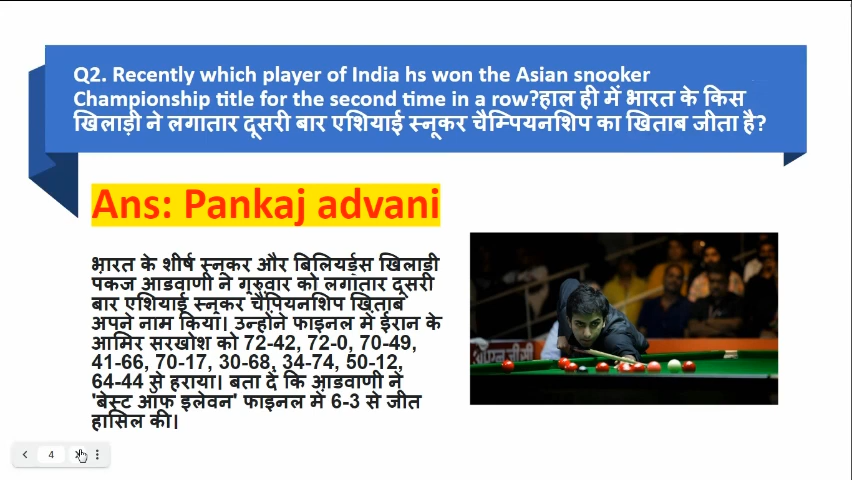 Q2. Recently which player of India hs won the Asian snooker
Championship title for the second time in a row?हाल ही में भारत के किस
खिलाड़ी ने लगातार दूसरी बार एशियाई स्नूकर चैम्पियनशिप का खिताब जीता है?
Ans: Pankaj advani
भारत के शीर्ष स्नूकर और बिलियर्ड्स खिलाड़ी
पंकज आडवाणी ने गुरुवार को लगातार दूसरी
बार एशियाई स्नूकर चैंपियनशिप खिताब
अपने नाम किया। उन्होंने फाइनल में ईरान के
आमिर सरखोश को 72-42, 72-0, 70-49,
41-66, 70-17, 30-68, 34-74, 50-12,
64-44 से हराया। बता दें कि आडवाणी ने
'बेस्ट ऑफ इलेवन' फाइनल में 6-3 से जीत
हासिल की।
4